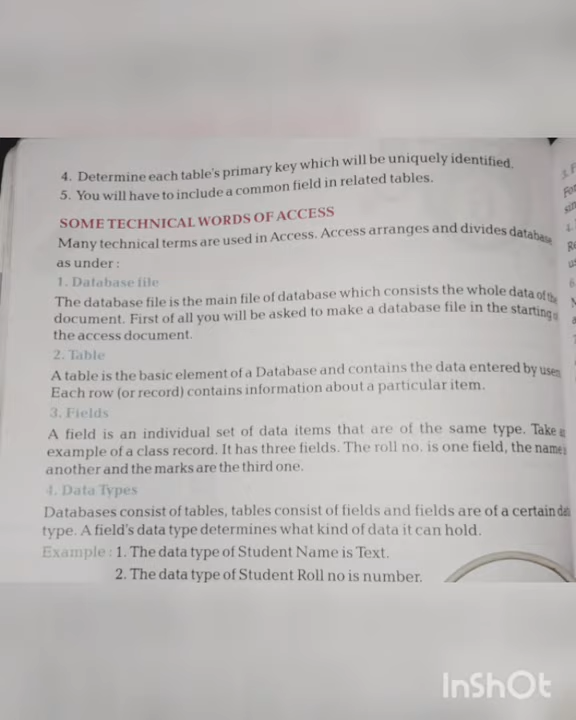 4. Determine each table's primary key which will be uniquely identified.
5. You will have to include a common field in related tables.
SOME TECHNICAL WORDS OF ACCESS
Many technical terms are used in Access. Access arranges and divides database
as under :
1. Database file
The database file is the main file of database which consists the whole data of the
document. First of all you will be asked to make a database file in the starting
the access document.
2. Table
A table is the basic element of a Database and contains the data entered by
Each row (or record) contains information about a particular item.
3. Fields
A field is an individual set of data items that are of the same type. Take
example of a class record. It has three fields. The roll no. is one field, the name
another and the marks are the third one.
4. Data Types
Databases consist of tables, tables consist of fields and fields are of a certain
type. A field's data type determines what kind of data it can hold.
Example : 1. The data type of Student Name is Text.
2. The data type of Student Roll no is number.
InShOt